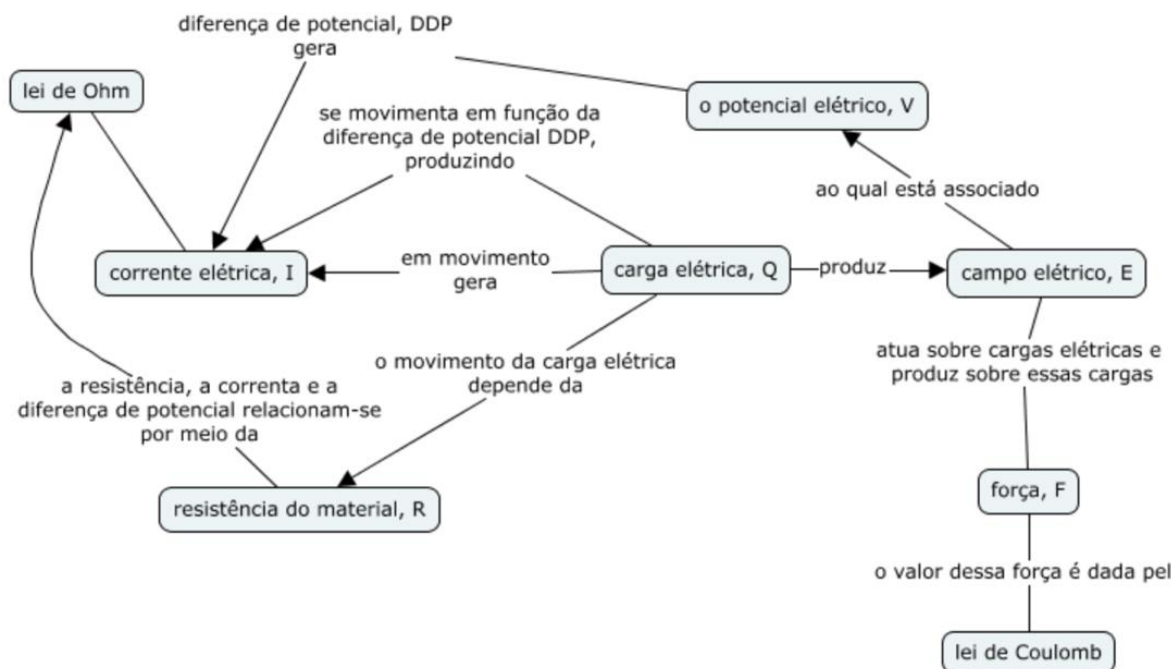 diferença de potencial, DDP
gera
lei de Ohm
o potencial elétrico, V
se movimenta em função da
diferença de potencial DDP,
produzindo
ao qual está associado
corrente elétrica, I
em movimento
gera
carga elétrica, Q
produz
campo elétrico, E
o movimento da carga elétrica
depende da
atua sobre cargas elétricas e
produz sobre essas cargas
a resistência, a correnta e a
diferença de potencial relacionam-se
por meio da
resistência do material, R
força, F
o valor dessa força é dada pel
lei de Coulomb